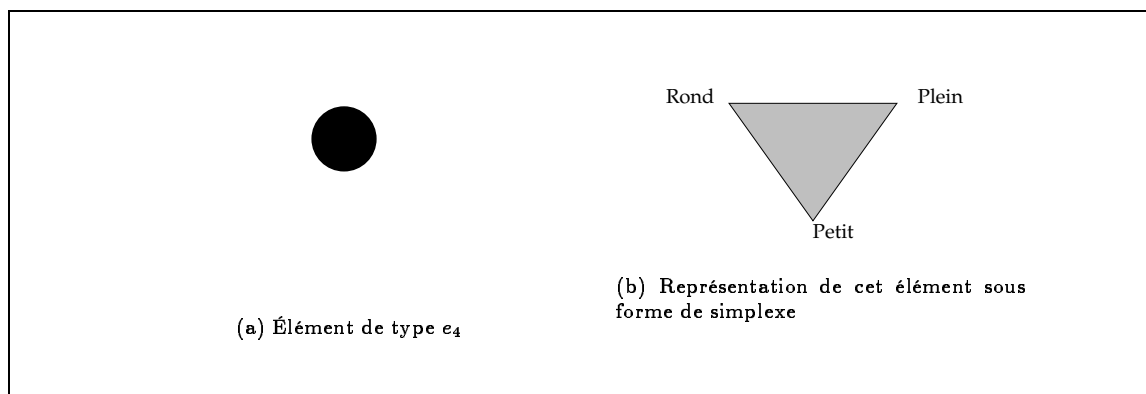 Rond
Plein
Petit
(b) Représentation de cet élément sous
forme de simplexe
(a) Élément de type e₄